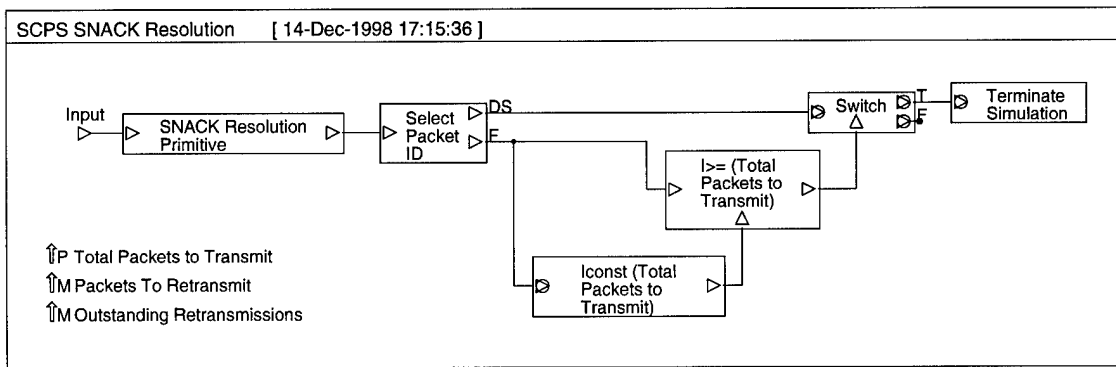 SCPS SNACK Resolution [ 14-Dec-1998 17:15:36 ]
Input
SNACK Resolution
Primitive
Select
Packet
ID
DS
F
Switch
T
F
Terminate
Simulation
I>= (Total
Packets to
Transmit)
Iconst (Total
Packets to
Transmit)
⇑P Total Packets to Transmit
⇑M Packets To Retransmit
⇑M Outstanding Retransmissions